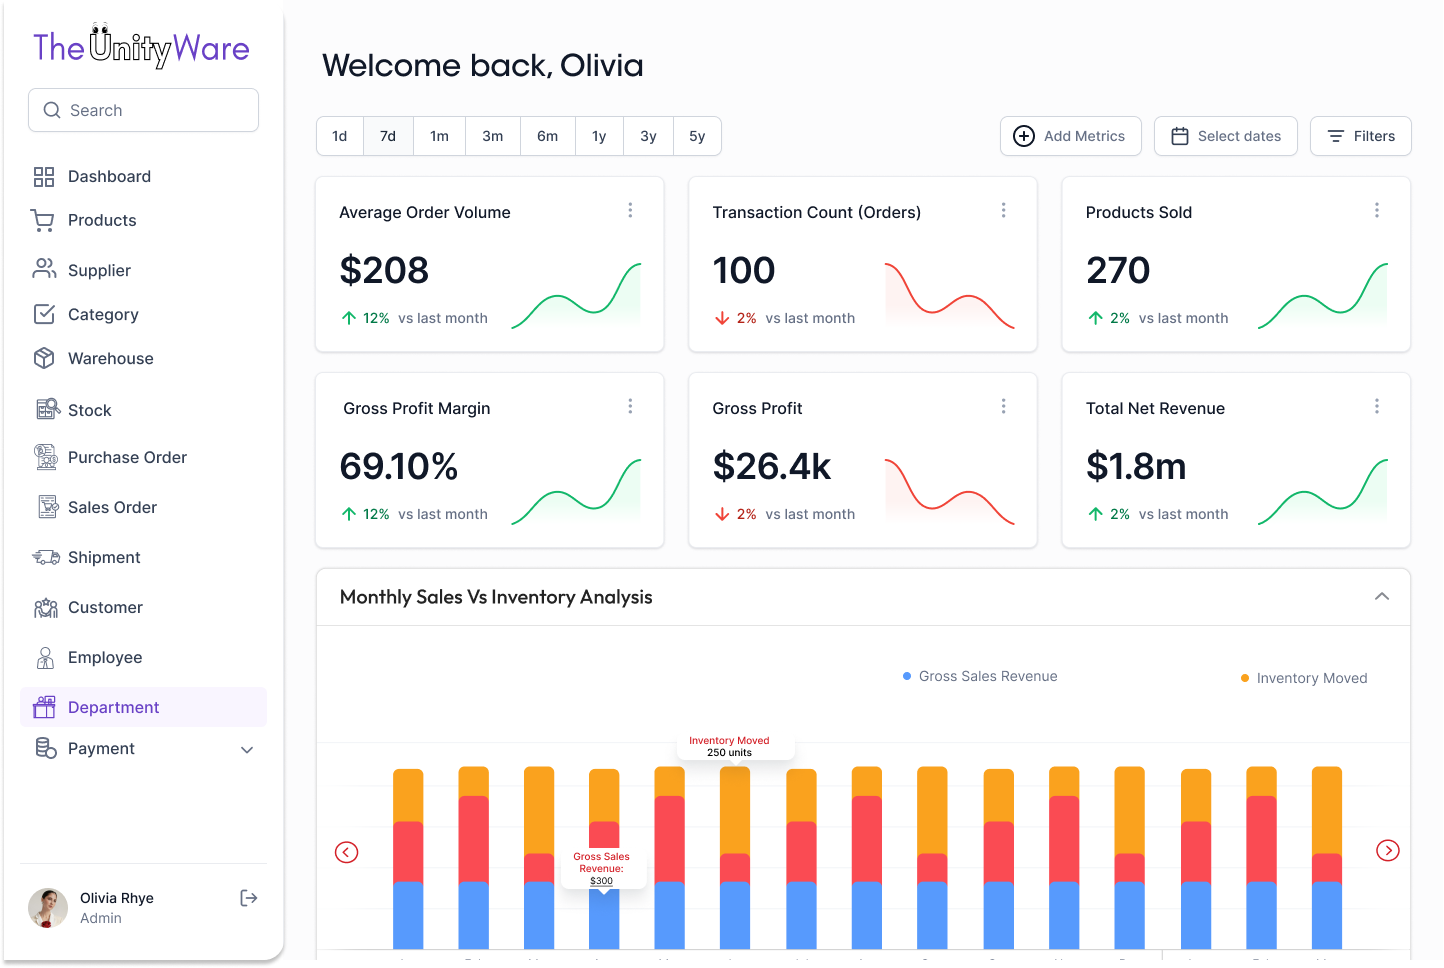 The UnityWare
Search
Dashboard
Products
Supplier
Category
Warehouse
Stock
Purchase Order
Sales Order
Shipment
Customer
Employee
Department
Payment
Olivia Rhye
Admin
Welcome back, Olivia
1d 7d 1m 3m 6m 1y 3y 5y
Add Metrics
Select dates
Filters
Average Order Volume
$208
12% vs last month
Transaction Count (Orders)
100
2% vs last month
Products Sold
270
2% vs last month
Gross Profit Margin
69.10%
12% vs last month
Gross Profit
$26.4k
2% vs last month
Total Net Revenue
$1.8m
2% vs last month
Monthly Sales Vs Inventory Analysis
Gross Sales Revenue
Inventory Moved
Inventory Moved
250 units
Gross Sales
Revenue:
$300